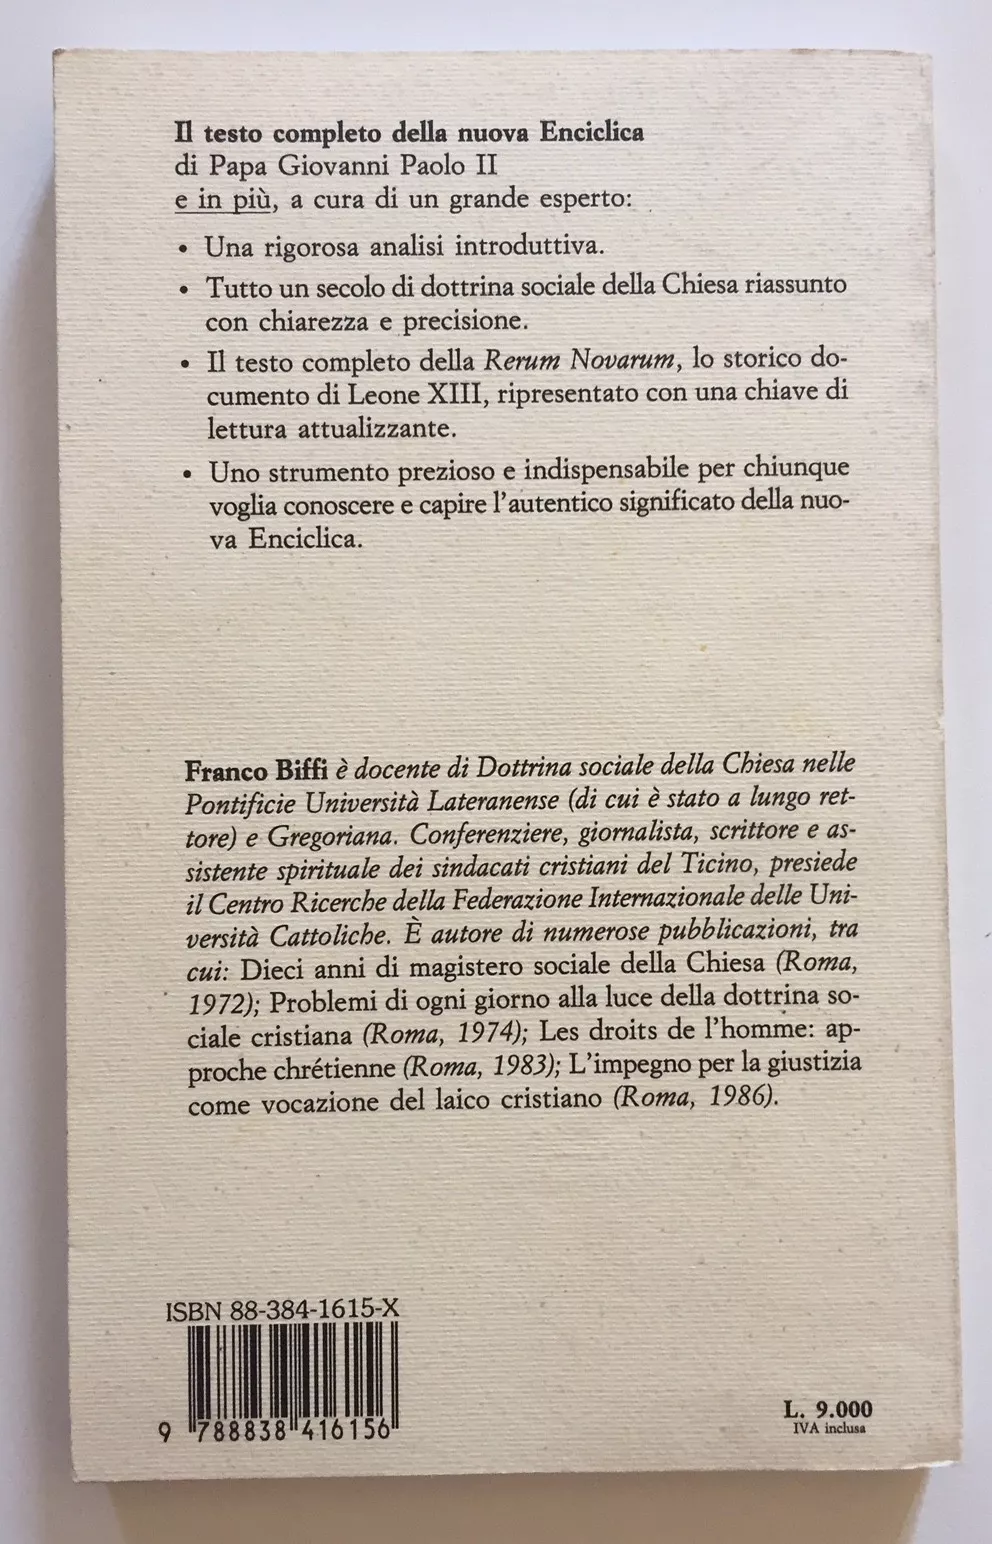 Il testo completo della nuova Enciclica
di Papa Giovanni Paolo II
e in più, a cura di un grande esperto:
• Una rigorosa analisi introduttiva.
• Tutto un secolo di dottrina sociale della Chiesa riassunto
con chiarezza e precisione.
• Il testo completo della Rerum Novarum, lo storico do-
cumento di Leone XIII, ripresentato con una chiave di
lettura attualizzante.
• Uno strumento prezioso e indispensabile per chiunque
voglia conoscere e capire l'autentico significato della nuo-
va Enciclica.
Franco Biffi è docente di Dottrina sociale della Chiesa nelle
Pontificie Università Lateranense (di cui è stato a lungo ret-
tore) e Gregoriana. Conferenziere, giornalista, scrittore e as-
sistente spirituale dei sindacati cristiani del Ticino, presiede
il Centro Ricerche della Federazione Internazionale delle Uni-
versità Cattoliche. È autore di numerose pubblicazioni, tra
cui: Dieci anni di magistero sociale della Chiesa (Roma,
1972); Problemi di ogni giorno alla luce della dottrina so-
ciale cristiana (Roma, 1974); Les droits de l'homme: ap-
proche chrétienne (Roma, 1983); L'impegno per la giustizia
come vocazione del laico cristiano (Roma, 1986).
ISBN 88-384-1615-X
9 788838 416156
L. 9.000
IVA inclusa